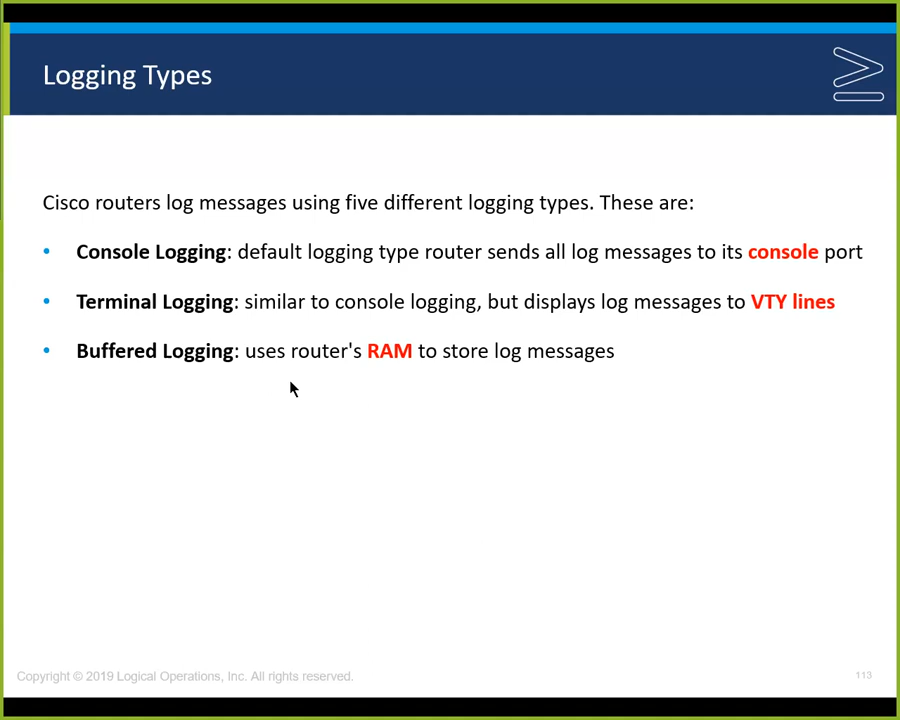 Logging Types
Cisco routers log messages using five different logging types. These are:
• Console Logging: default logging type router sends all log messages to its console port
• Terminal Logging: similar to console logging, but displays log messages to VTY lines
• Buffered Logging: uses router's RAM to store log messages
Copyright © 2019 Logical Operations, Inc. All rights reserved.
113